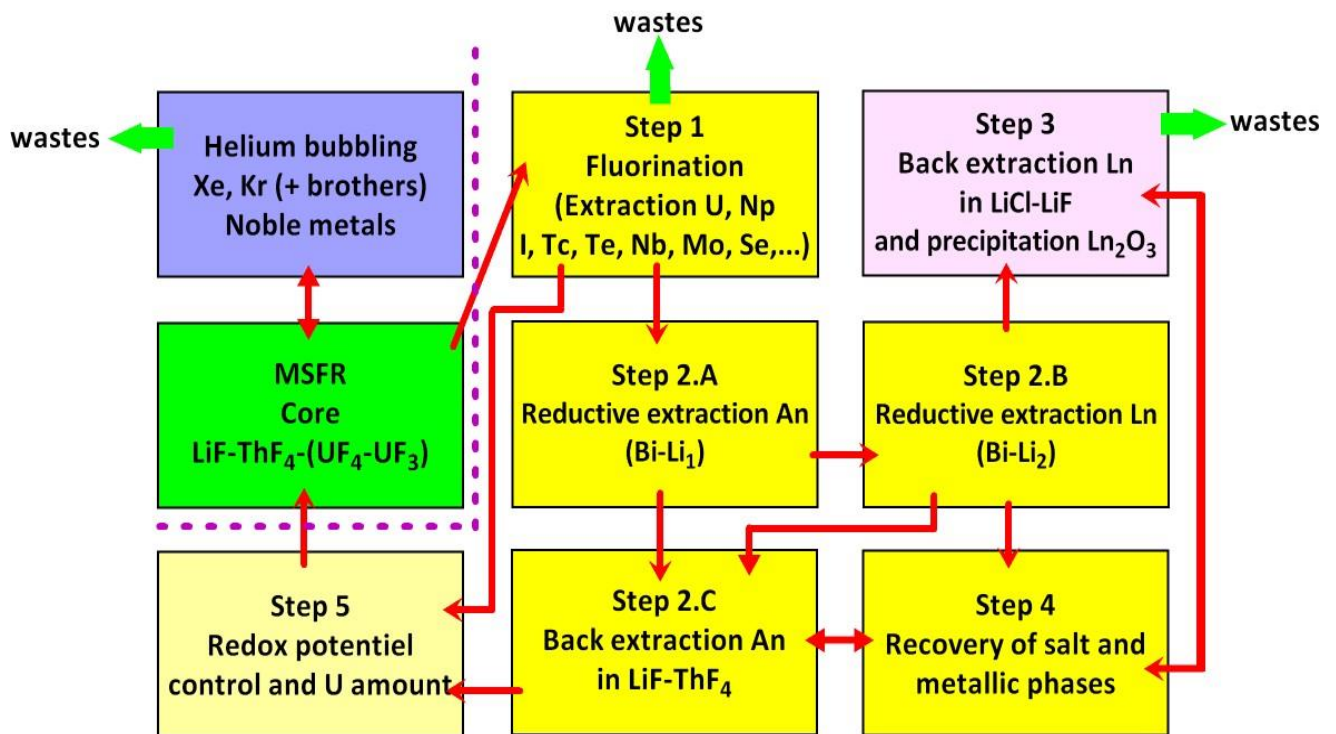 wastes
wastes
Helium bubbling
Xe, Kr (+ brothers)
Noble metals
Step 1
Fluorination
(Extraction U, Np
I, Tc, Te, Nb, Mo, Se,...)
Step 3
Back extraction Ln
in LiCl-LiF
and precipitation Ln₂O₃
wastes
MSFR
Core
LiF-ThF₄-(UF₄-UF₃)
Step 2.A
Reductive extraction An
(Bi-Li₁)
Step 2.B
Reductive extraction Ln
(Bi-Li₂)
Step 5
Redox potentiel
control and U amount
Step 2.C
Back extraction An
in LiF-ThF₄
Step 4
Recovery of salt and
metallic phases